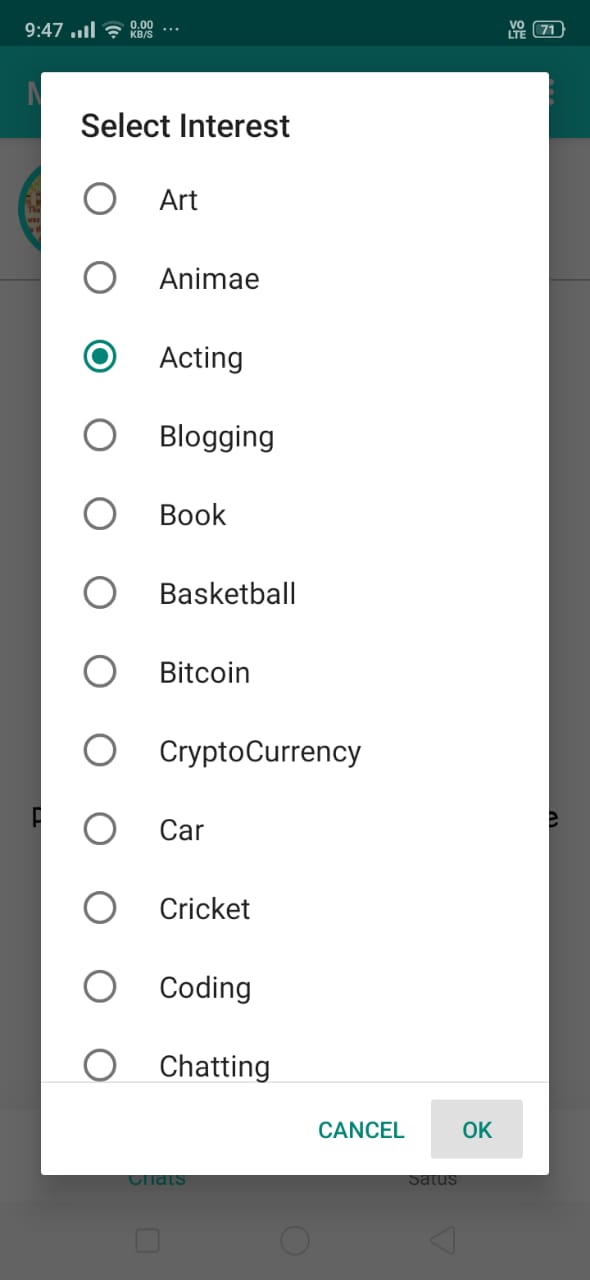 9:47 0.00 KB/S ... VO LTE 71
Select Interest
Art
Animae
Acting
Blogging
Book
Basketball
Bitcoin
CryptoCurrency
Car
Cricket
Coding
Chatting
CANCEL OK
Chats Satus